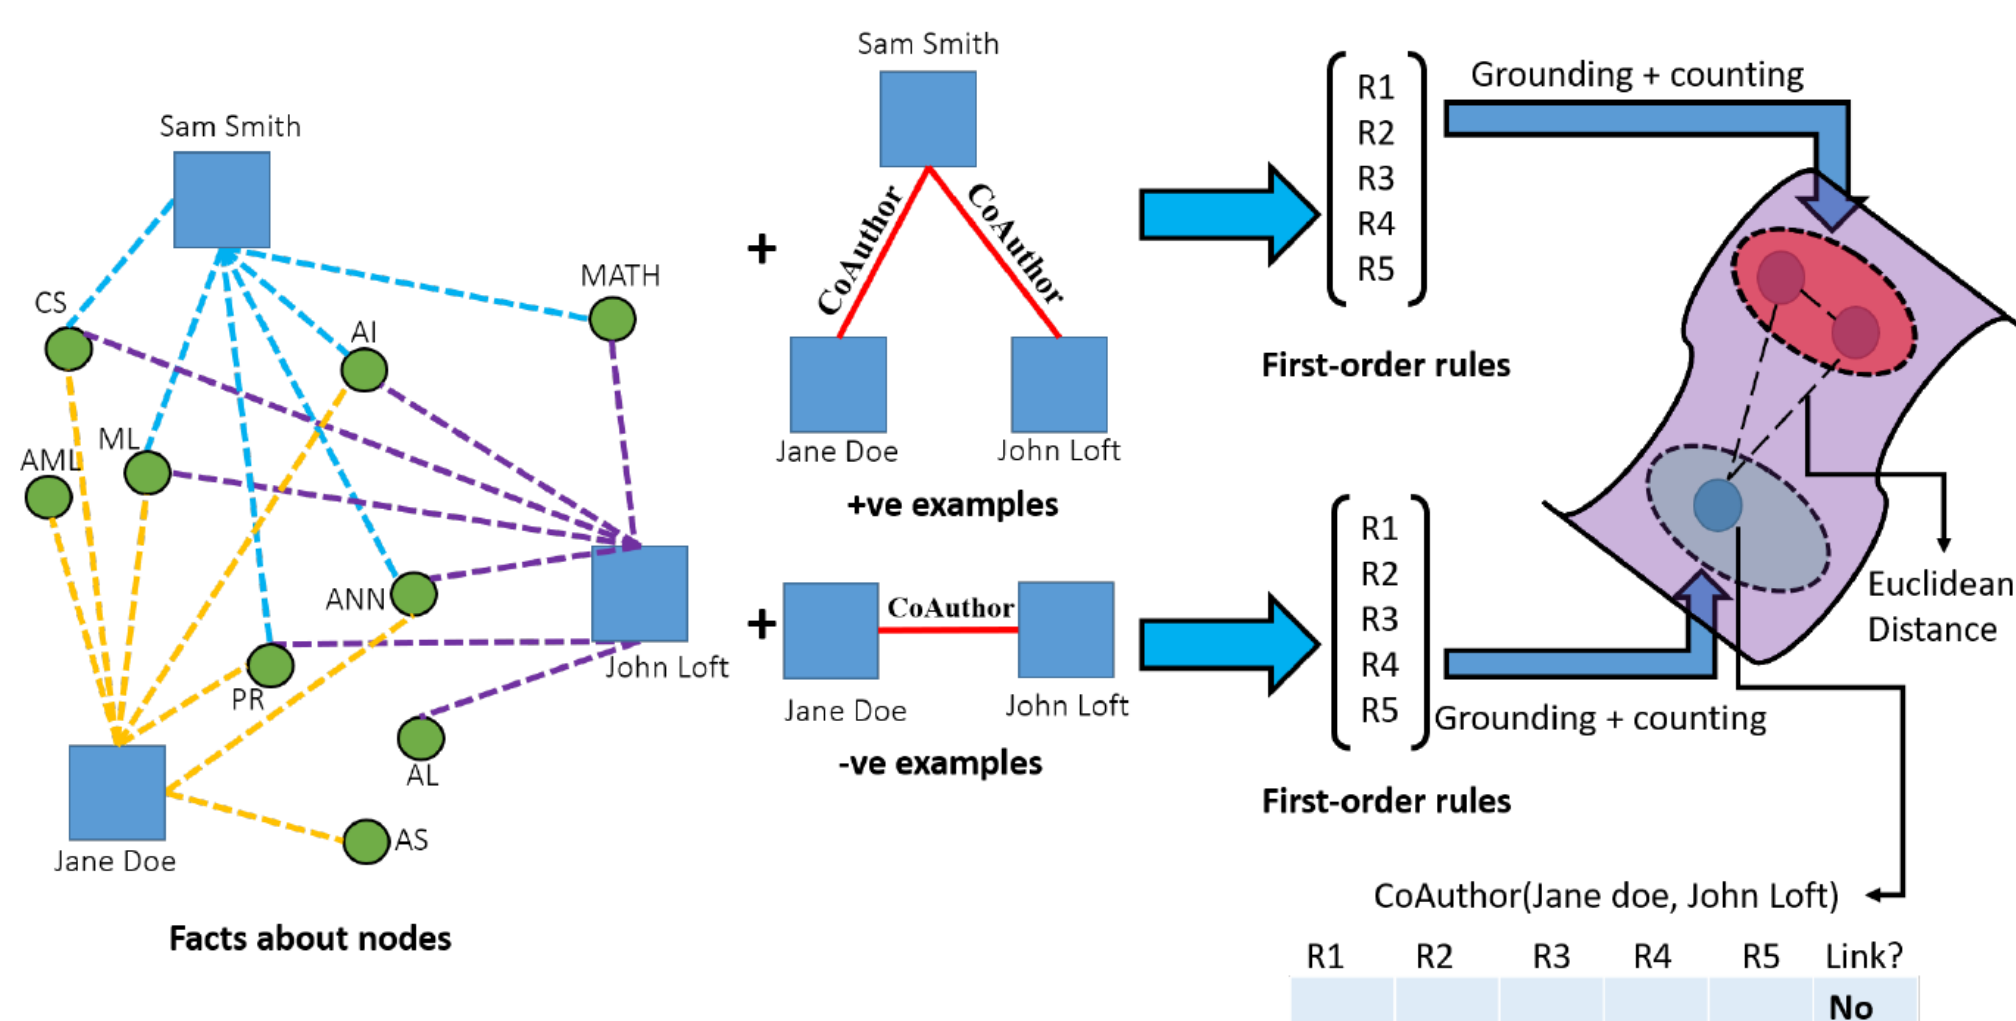 Sam Smith
CS
MATH
AI
ML
AML
ANN
PR
John Loft
AL
AS
Jane Doe
Facts about nodes
+
Sam Smith
CoAuthor
CoAuthor
Jane Doe
John Loft
+ve examples
+
CoAuthor
Jane Doe
John Loft
-ve examples
R1
R2
R3
R4
R5
First-order rules
Grounding + counting
R1
R2
R3
R4
R5
First-order rules
Grounding + counting
Euclidean
Distance
CoAuthor(Jane doe, John Loft)
R1 R2 R3 R4 R5 Link?
No